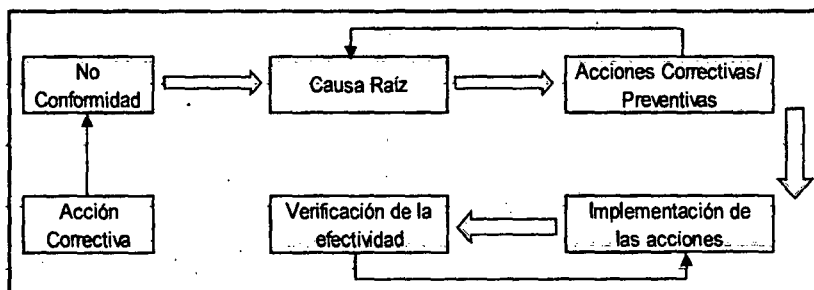 No
Conformidad
Causa Raíz
Acciones Correctivas/
Preventivas
Acción
Correctiva
Verificación de la
efectividad
Implementación de
las acciones